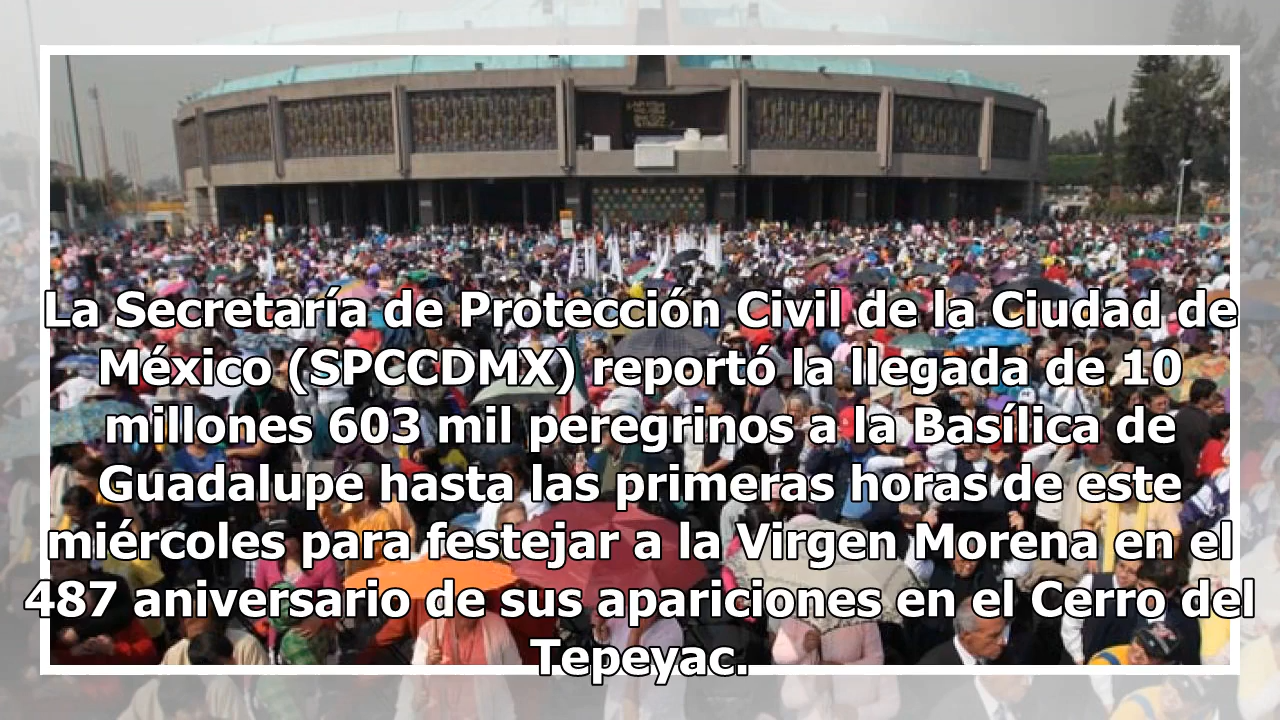 La Secretaría de Protección Civil de la Ciudad de
México (SPCCDMX) reportó la llegada de 10
millones 603 mil peregrinos a la Basílica de
Guadalupe hasta las primeras horas de este
miércoles para festejar a la Virgen Morena en el
487 aniversario de sus apariciones en el Cerro del
Tepeyac.